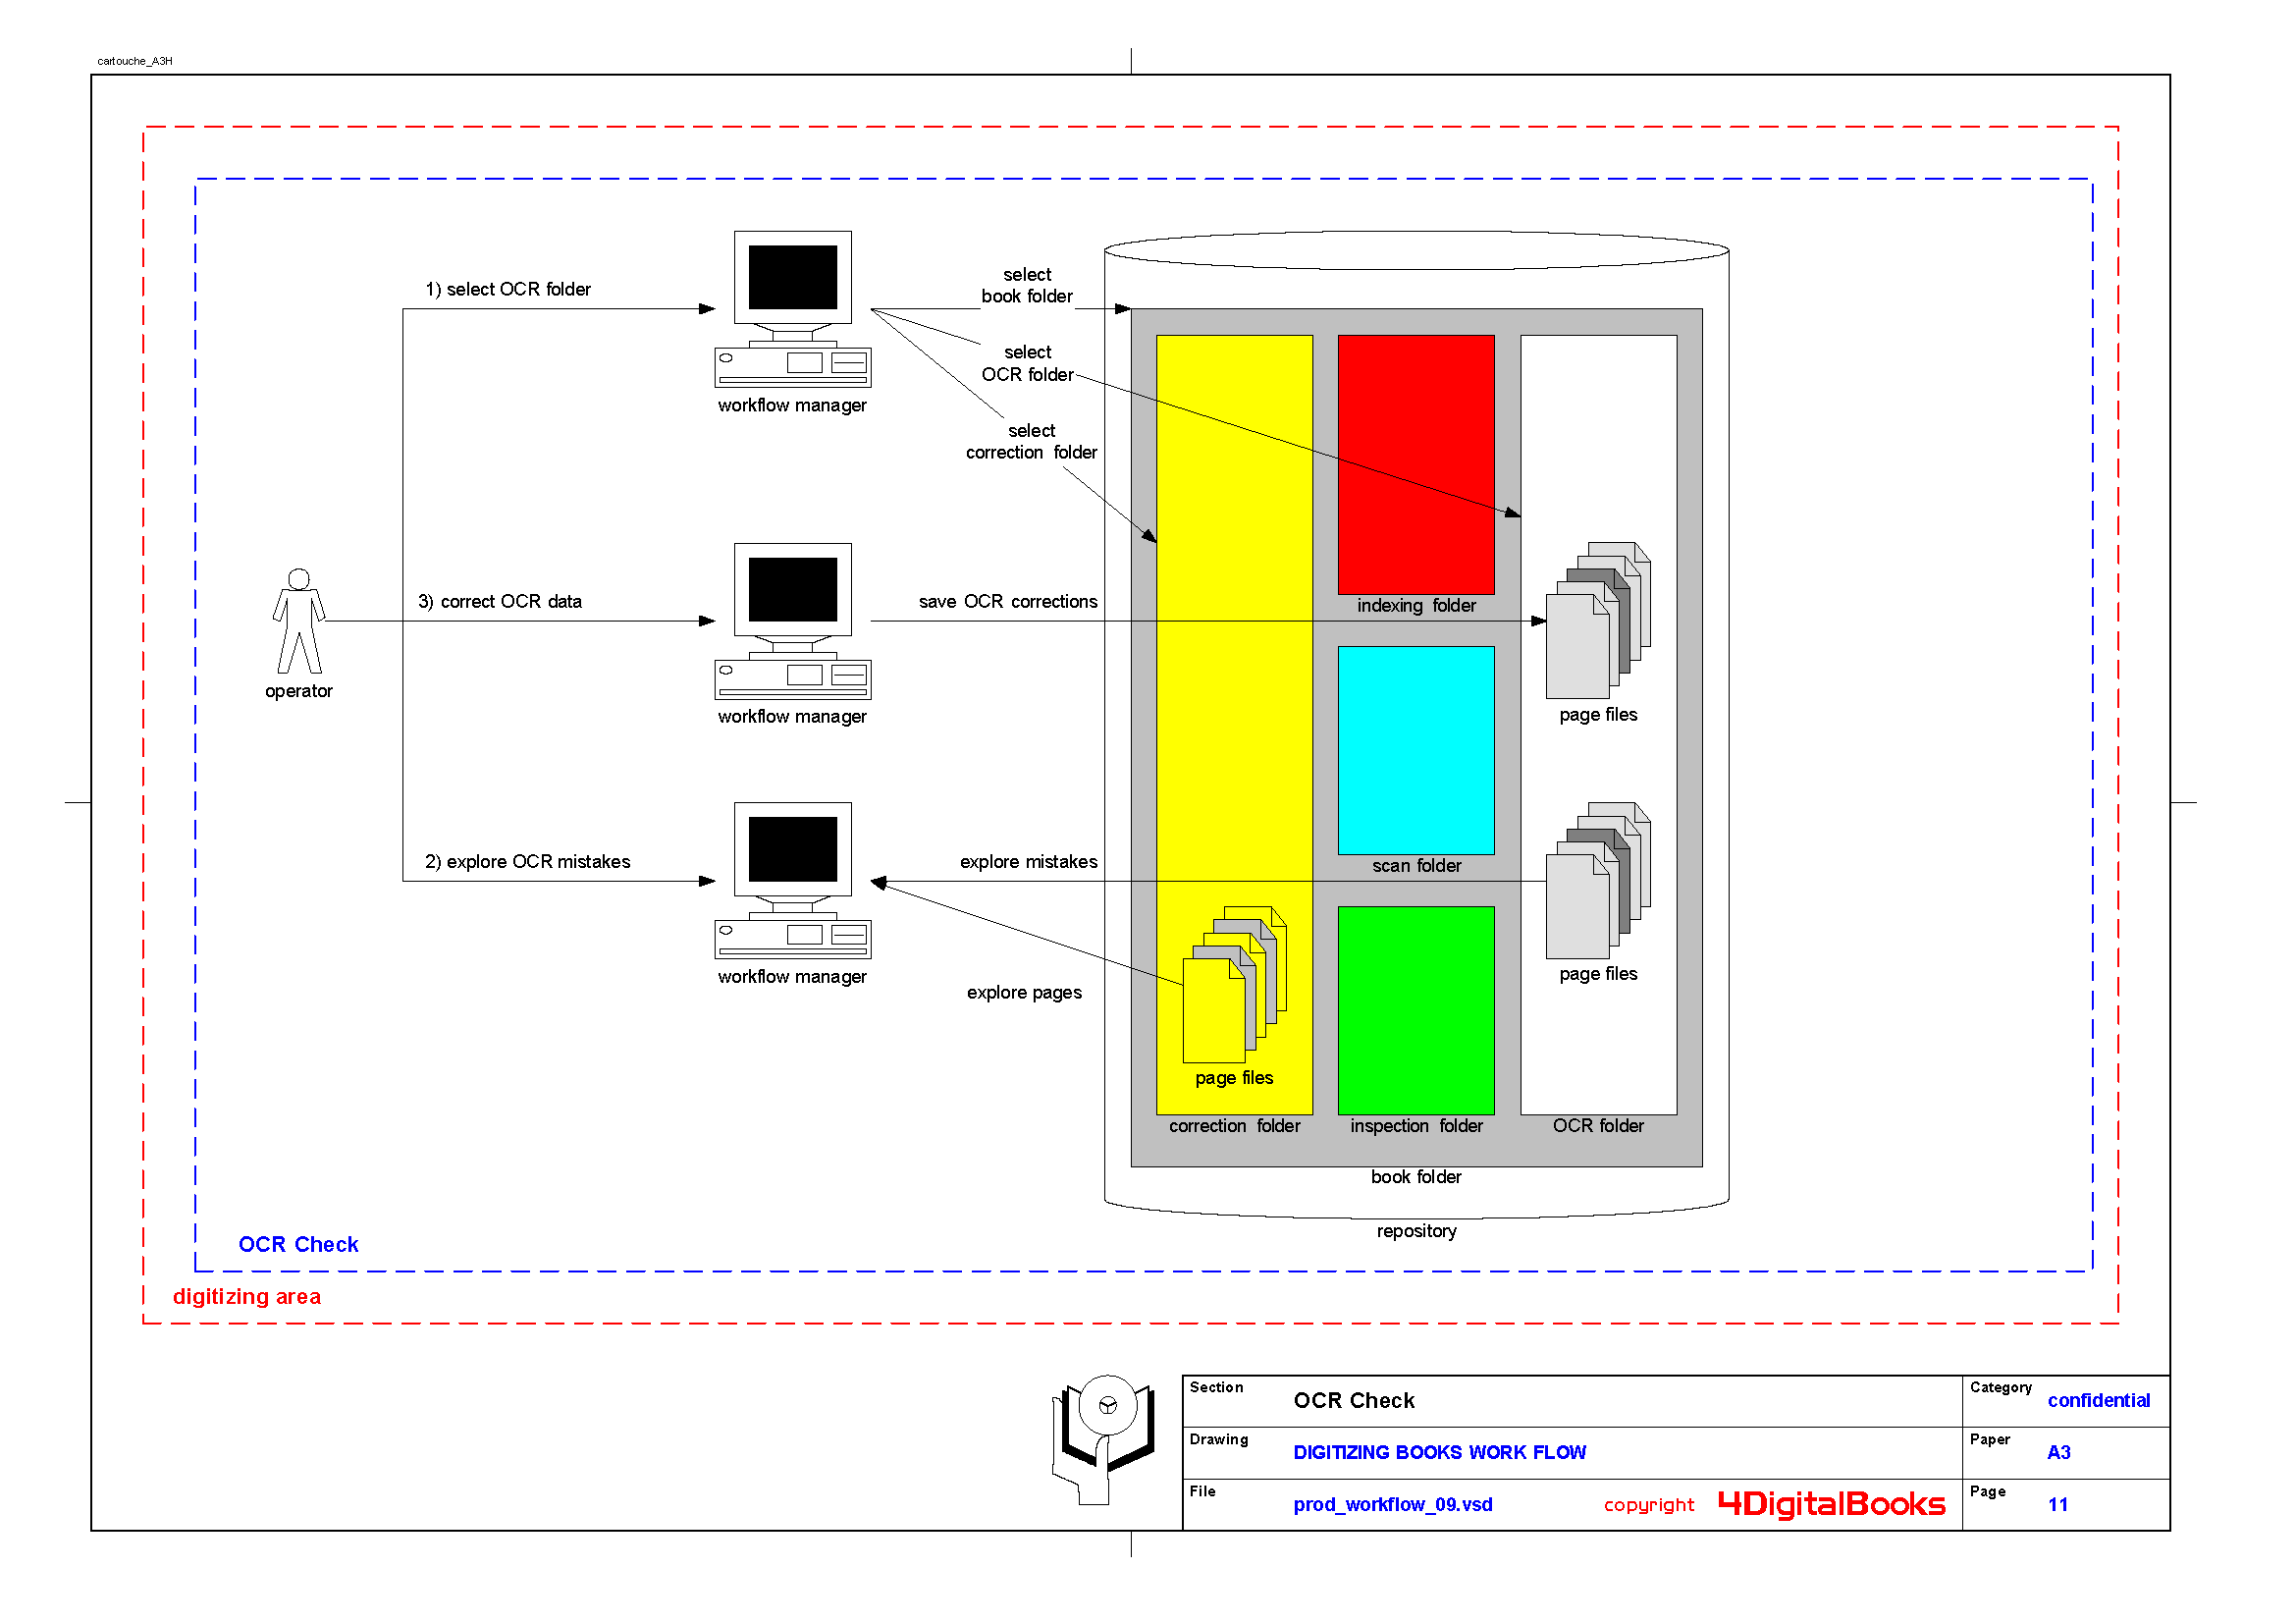 cartouche_A3H
1) select OCR folder
select
book folder
select
OCR folder
workflow manager
select
correction folder
3) correct OCR data
save OCR corrections
indexing folder
operator
workflow manager
page files
2) explore OCR mistakes
explore mistakes
scan folder
workflow manager
page files
explore pages
page files
correction folder
inspection folder
OCR folder
book folder
repository
OCR Check
digitizing area
Section
OCR Check
Category
confidential
Drawing
DIGITIZING BOOKS WORK FLOW
Paper
A3
File
prod_workflow_09.vsd
copyright 4DigitalBooks
Page
11